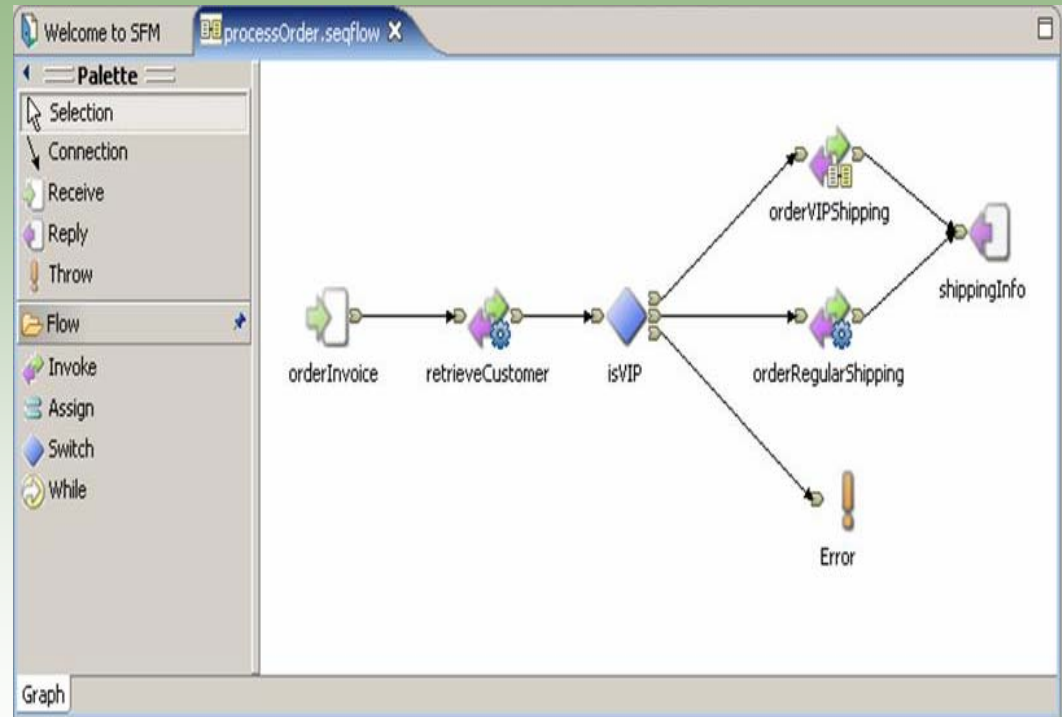 Welcome to SFM
processOrder.seqflow
Palette
Selection
Connection
Receive
Reply
Throw
Flow
Invoke
Assign
Switch
While
orderInvoice
retrieveCustomer
isVIP
orderVIPShipping
orderRegularShipping
shippingInfo
Error
Graph